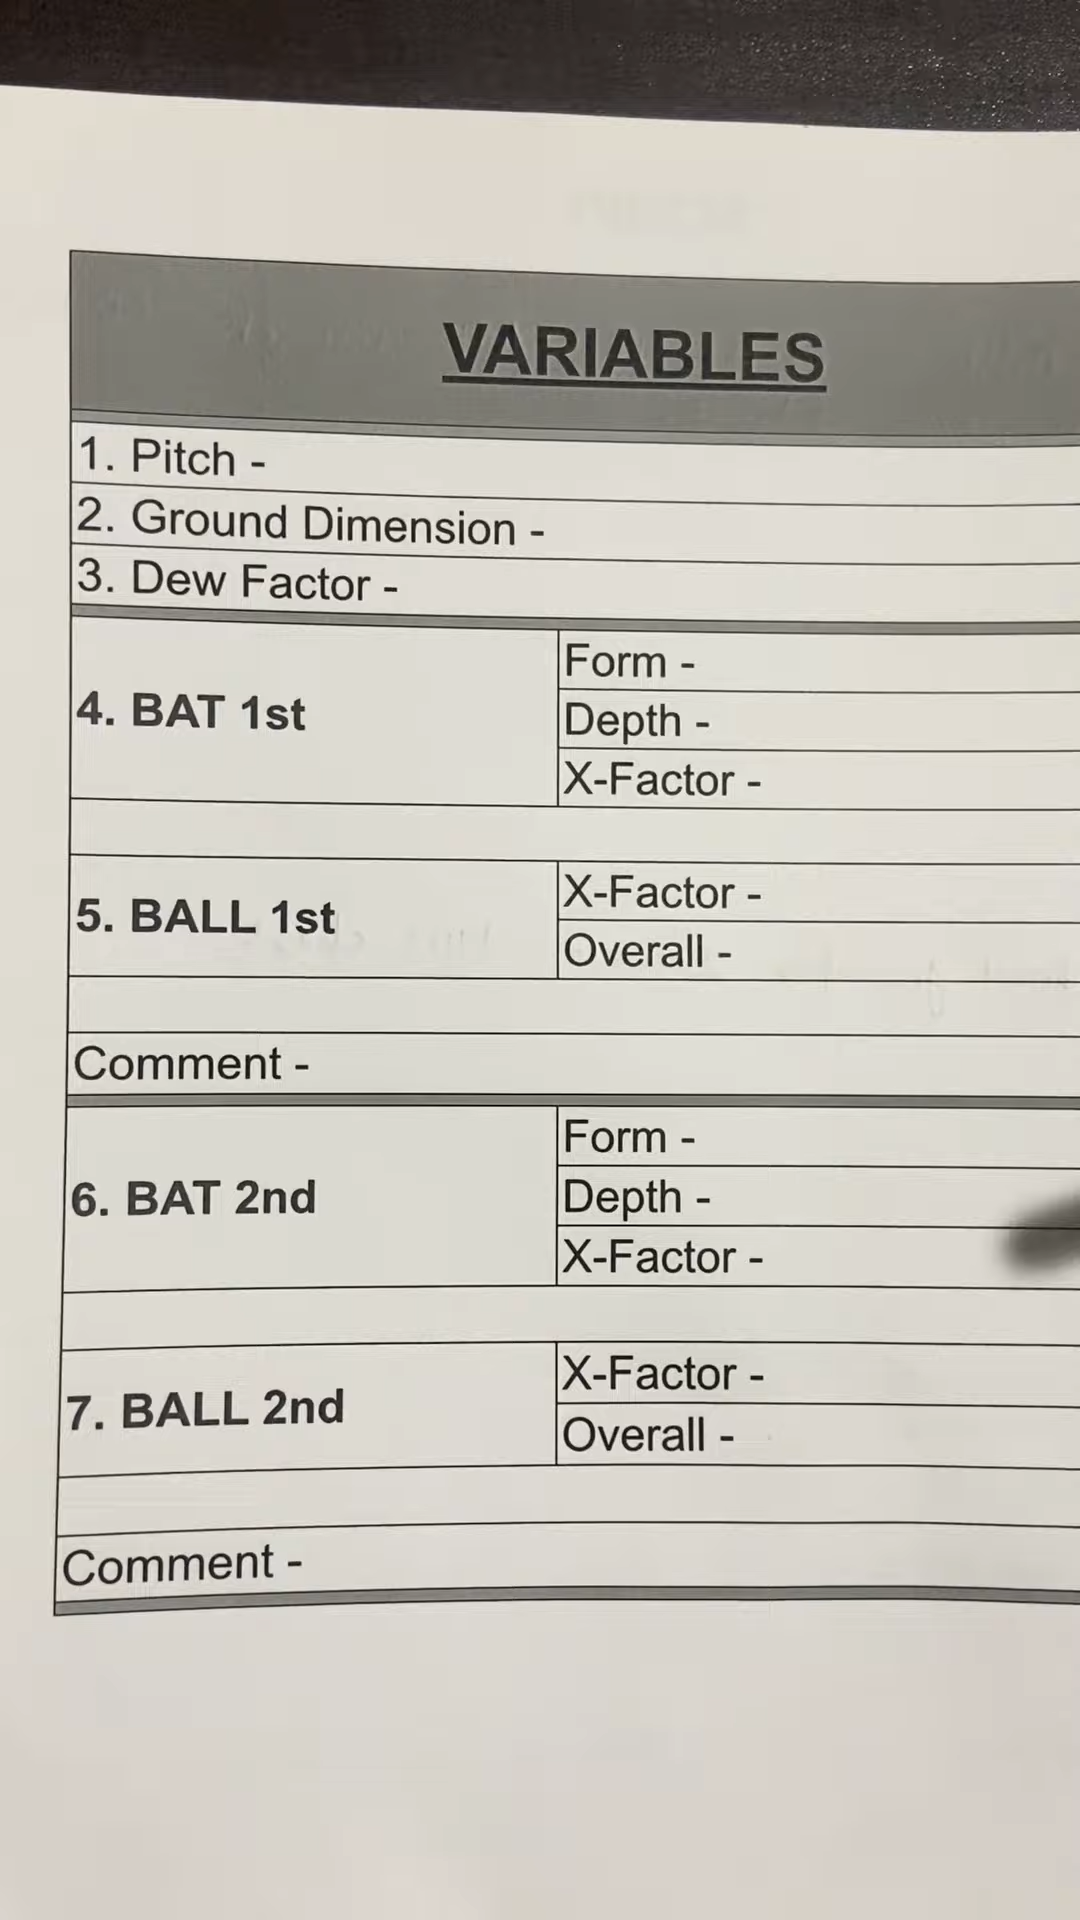 VARIABLES
1. Pitch -
2. Ground Dimension -
3. Dew Factor -
4. BAT 1st
Form -
Depth -
X-Factor -
5. BALL 1st
X-Factor -
Overall -
Comment -
6. BAT 2nd
Form -
Depth -
X-Factor -
7. BALL 2nd
X-Factor -
Overall -
Comment -